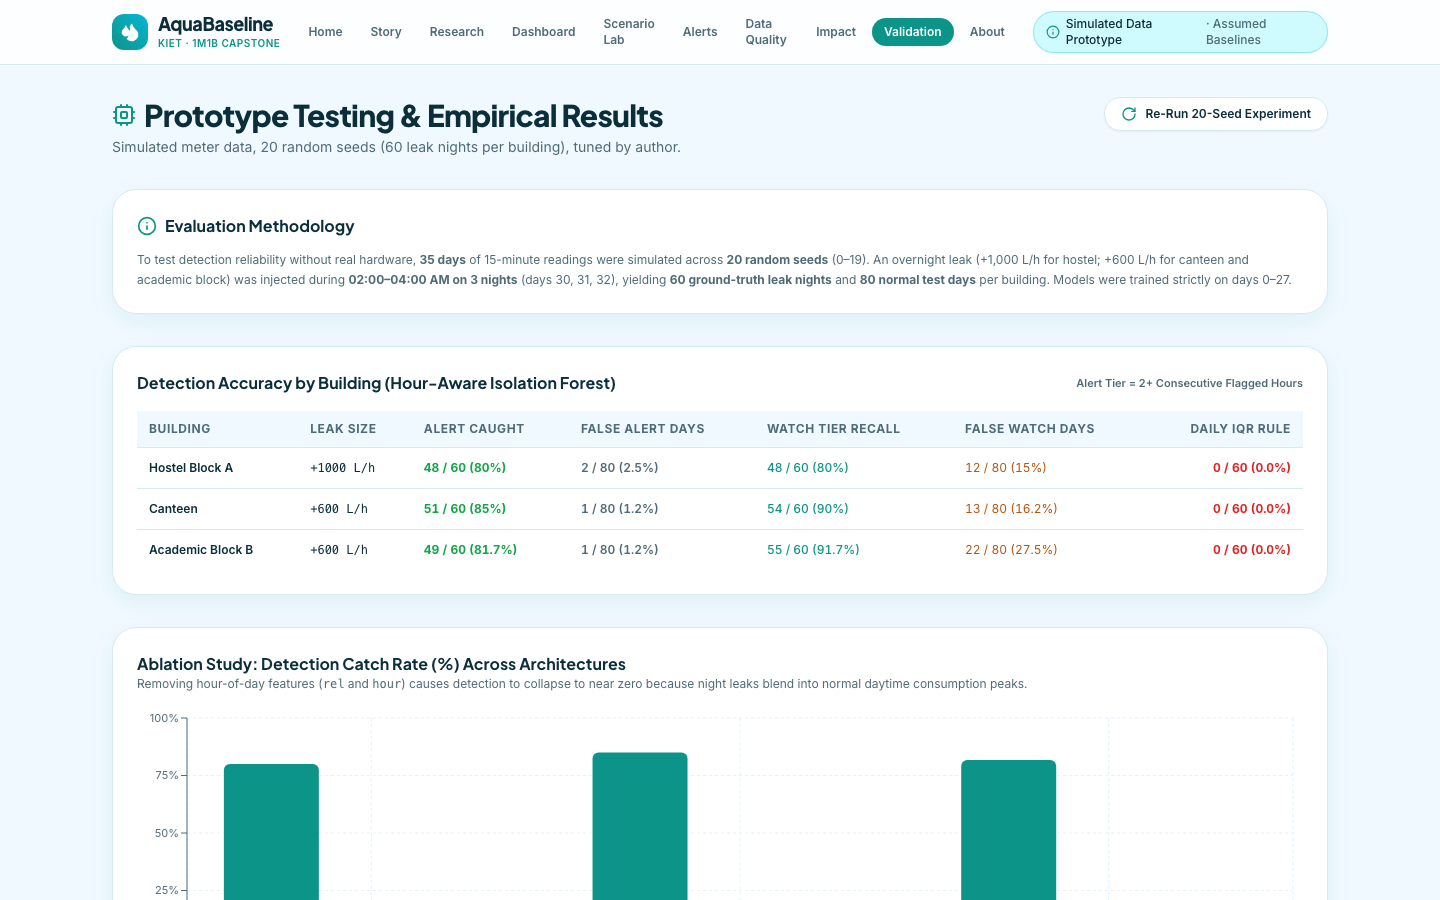 AquaBaseline
KIET · 1M1B CAPSTONE
Home
Story
Research
Dashboard
Scenario
Lab
Alerts
Data
Quality
Impact
Validation
About
Simulated Data
Prototype
· Assumed
Baselines
Prototype Testing & Empirical Results
Simulated meter data, 20 random seeds (60 leak nights per building), tuned by author.
Re-Run 20-Seed Experiment
Evaluation Methodology
To test detection reliability without real hardware, 35 days of 15-minute readings were simulated across 20 random seeds (0–19). An overnight leak (+1,000 L/h for hostel; +600 L/h for canteen and
academic block) was injected during 02:00–04:00 AM on 3 nights (days 30, 31, 32), yielding 60 ground-truth leak nights and 80 normal test days per building. Models were trained strictly on days 0–27.
Detection Accuracy by Building (Hour-Aware Isolation Forest)
Alert Tier = 2+ Consecutive Flagged Hours
BUILDING LEAK SIZE ALERT CAUGHT FALSE ALERT DAYS WATCH TIER RECALL FALSE WATCH DAYS DAILY IQR RULE
Hostel Block A +1000 L/h 48 / 60 (80%) 2 / 80 (2.5%) 48 / 60 (80%) 12 / 80 (15%) 0 / 60 (0.0%)
Canteen +600 L/h 51 / 60 (85%) 1 / 80 (1.2%) 54 / 60 (90%) 13 / 80 (16.2%) 0 / 60 (0.0%)
Academic Block B +600 L/h 49 / 60 (81.7%) 1 / 80 (1.2%) 55 / 60 (91.7%) 22 / 80 (27.5%) 0 / 60 (0.0%)
Ablation Study: Detection Catch Rate (%) Across Architectures
Removing hour-of-day features (rel and hour) causes detection to collapse to near zero because night leaks blend into normal daytime consumption peaks.
100%
75%
50%
25%